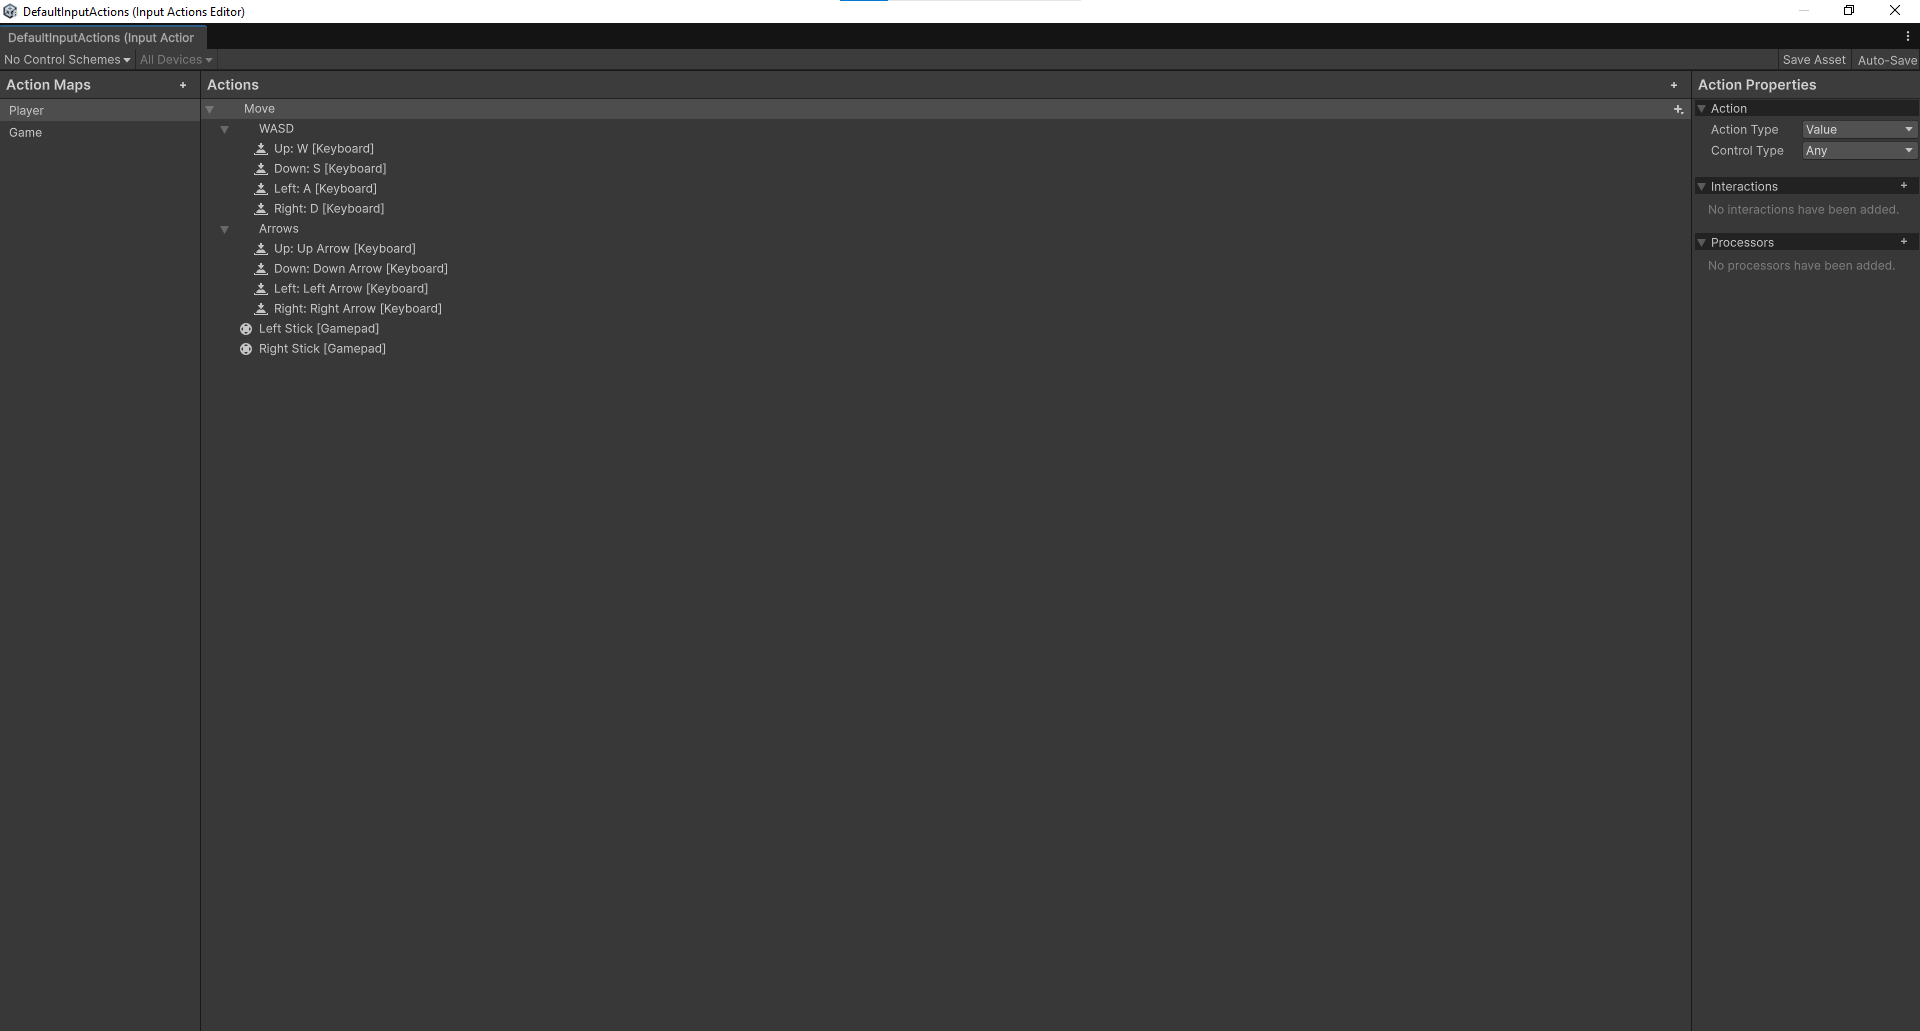 DefaultInputActions (Input Actions Editor)
DefaultInputActions (Input Action
No Control Schemes All Devices Save Asset Auto-Save
Action Maps + Actions + Action Properties
Player
Game
Move +
WASD
Up: W [Keyboard]
Down: S [Keyboard]
Left: A [Keyboard]
Right: D [Keyboard]
Arrows
Up: Up Arrow [Keyboard]
Down: Down Arrow [Keyboard]
Left: Left Arrow [Keyboard]
Right: Right Arrow [Keyboard]
Left Stick [Gamepad]
Right Stick [Gamepad]
Action
Action Type Value
Control Type Any
Interactions +
No interactions have been added.
Processors +
No processors have been added.